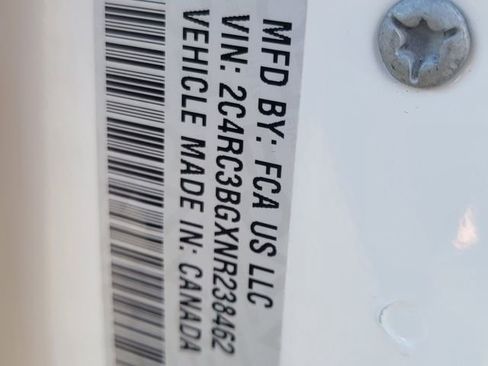 MFD BY: FCA US LLC
VIN: 2C4RC3BGXNR238462
VEHICLE MADE IN: CANADA